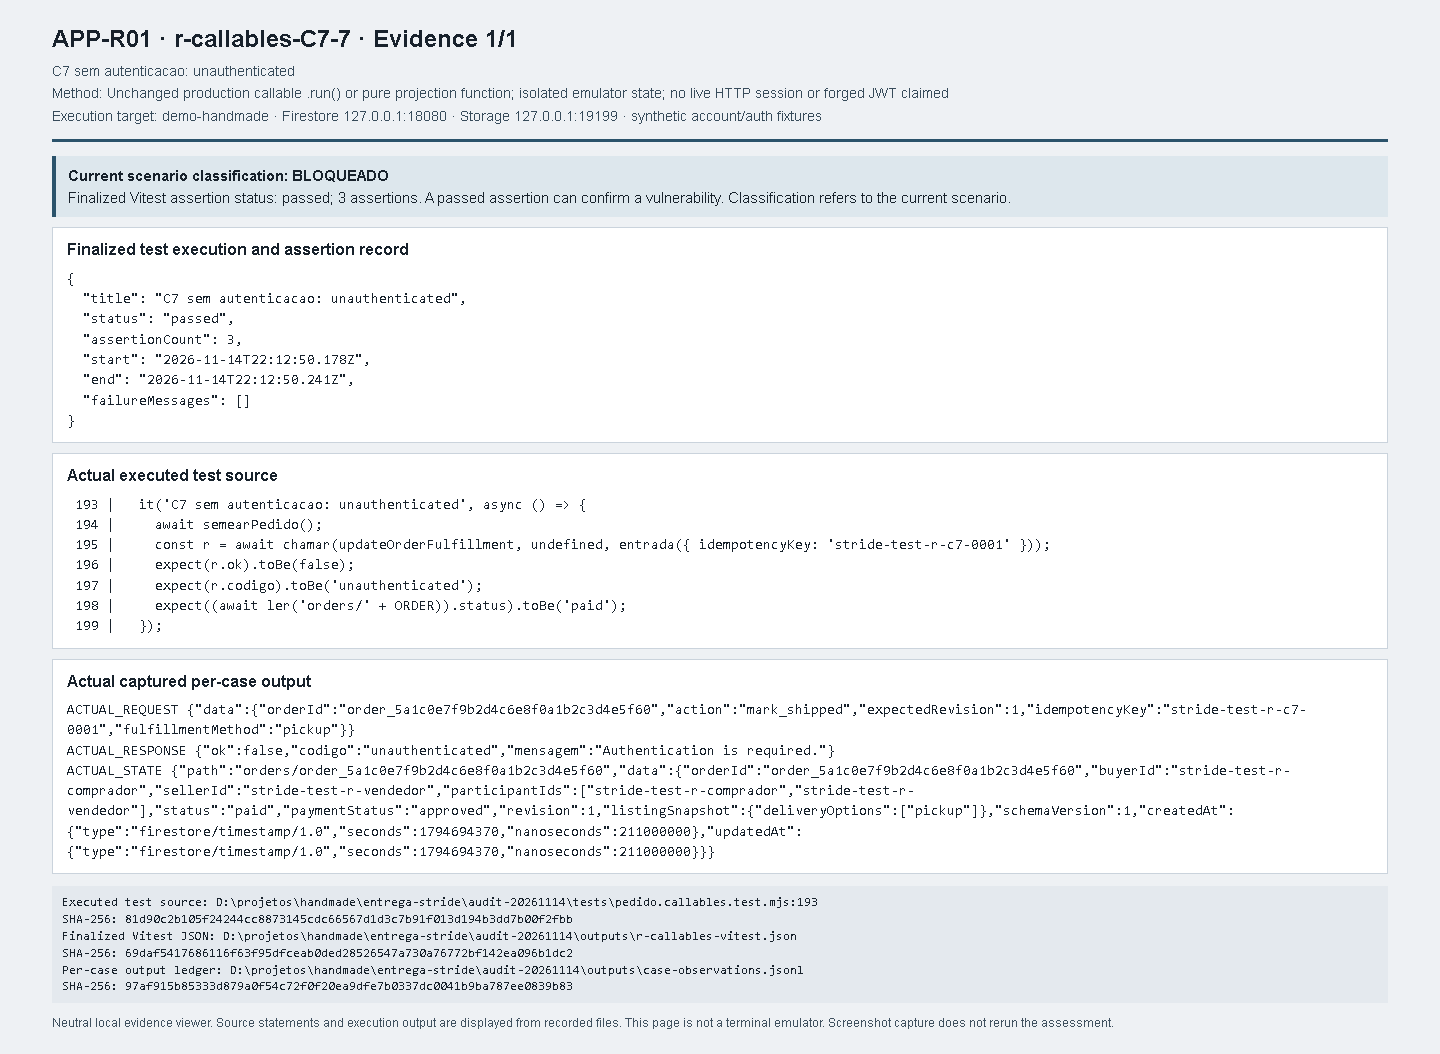 APP-R01 · r-callables-C7-7 · Evidence 1/1
C7 sem autenticacao: unauthenticated
Method: Unchanged production callable .run() or pure projection function; isolated emulator state; no live HTTP session or forged JWT claimed
Execution target: demo-handmade · Firestore 127.0.0.1:18080 · Storage 127.0.0.1:19199 · synthetic account/auth fixtures
Current scenario classification: BLOQUEADO
Finalized Vitest assertion status: passed; 3 assertions. A passed assertion can confirm a vulnerability. Classification refers to the current scenario.
Finalized test execution and assertion record
{
  "title": "C7 sem autenticacao: unauthenticated",
  "status": "passed",
  "assertionCount": 3,
  "start": "2026-11-14T22:12:50.178Z",
  "end": "2026-11-14T22:12:50.241Z",
  "failureMessages": []
}
Actual executed test source
193 |   it('C7 sem autenticacao: unauthenticated', async () => {
194 |     await semearPedido();
195 |     const r = await chamar(updateOrderFulfillment, undefined, entrada({ idempotencyKey: 'stride-test-r-c7-0001' }));
196 |     expect(r.ok).toBe(false);
197 |     expect(r.codigo).toBe('unauthenticated');
198 |     expect((await ler('orders/' + ORDER)).status).toBe('paid');
199 |   });
Actual captured per-case output
ACTUAL_REQUEST {"data":{"orderId":"order_5a1c0e7f9b2d4c6e8f0a1b2c3d4e5f60","action":"mark_shipped","expectedRevision":1,"idempotencyKey":"stride-test-r-c7-
0001","fulfillmentMethod":"pickup"}}
ACTUAL_RESPONSE {"ok":false,"codigo":"unauthenticated","mensagem":"Authentication is required."}
ACTUAL_STATE {"path":"orders/order_5a1c0e7f9b2d4c6e8f0a1b2c3d4e5f60","data":{"orderId":"order_5a1c0e7f9b2d4c6e8f0a1b2c3d4e5f60","buyerId":"stride-test-r-
comprador","sellerId":"stride-test-r-vendedor","participantIds":["stride-test-r-comprador","stride-test-r-
vendedor"],"status":"paid","paymentStatus":"approved","revision":1,"listingSnapshot":{"deliveryOptions":["pickup"]},"schemaVersion":1,"createdAt":
{"type":"firestore/timestamp/1.0","seconds":1794694370,"nanoseconds":211000000},"updatedAt":
{"type":"firestore/timestamp/1.0","seconds":1794694370,"nanoseconds":211000000}}}
Executed test source: D:\projetos\handmade\entrega-stride\audit-20261114\tests\pedido.callables.test.mjs:193
SHA-256: 81d90c2b105f24244cc8873145cdc66567d1d3c7b91f013d194b3dd7b00f2fbb
Finalized Vitest JSON: D:\projetos\handmade\entrega-stride\audit-20261114\outputs\r-callables-vitest.json
SHA-256: 69daf5417686116f63f95dfceab0ded28526547a730a76772bf142ea096b1dc2
Per-case output ledger: D:\projetos\handmade\entrega-stride\audit-20261114\outputs\case-observations.jsonl
SHA-256: 97af915b85333d879a0f54c72f0f20ea9dfe7b0337dc0041b9ba787ee0839b83
Neutral local evidence viewer. Source statements and execution output are displayed from recorded files. This page is not a terminal emulator. Screenshot capture does not rerun the assessment.